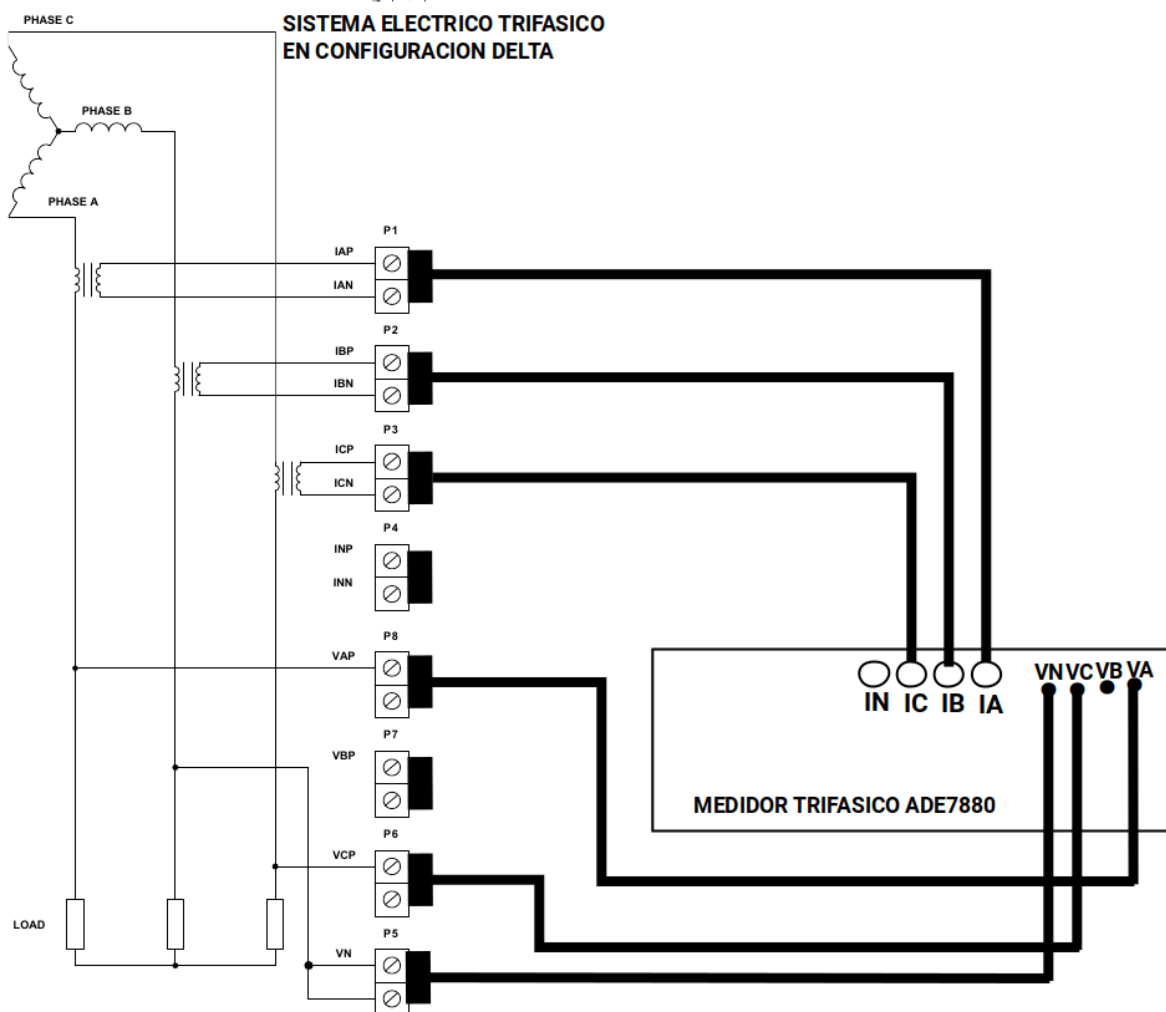 PHASE C
SISTEMA ELECTRICO TRIFASICO
EN CONFIGURACION DELTA
PHASE B
PHASE A
P1
IAP
IAN
P2
IBP
IBN
P3
ICP
ICN
P4
INP
INN
P8
VAP
P7
VBP
P6
VCP
P5
VN
LOAD
VN VC VB VA
IN IC IB IA
MEDIDOR TRIFASICO ADE7880